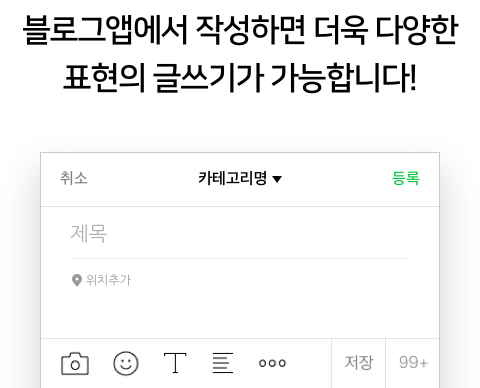 블로그앱에서 작성하면 더욱 다양한
표현의 글쓰기가 가능합니다!
취소 카테고리명 등록
제목
위치추가
T 저장 99+